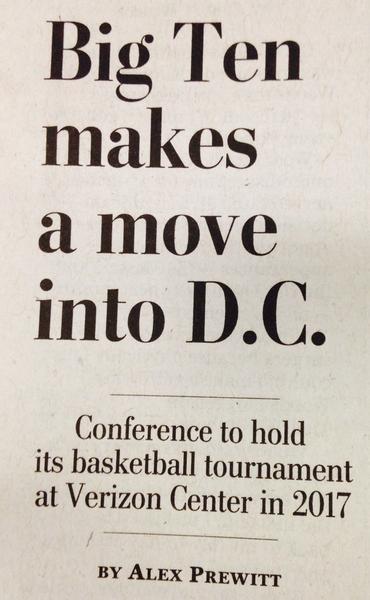 Big Ten
makes
a move
into D.C.
Conference to hold
its basketball tournament
at Verizon Center in 2017
BY ALEX PREWITT